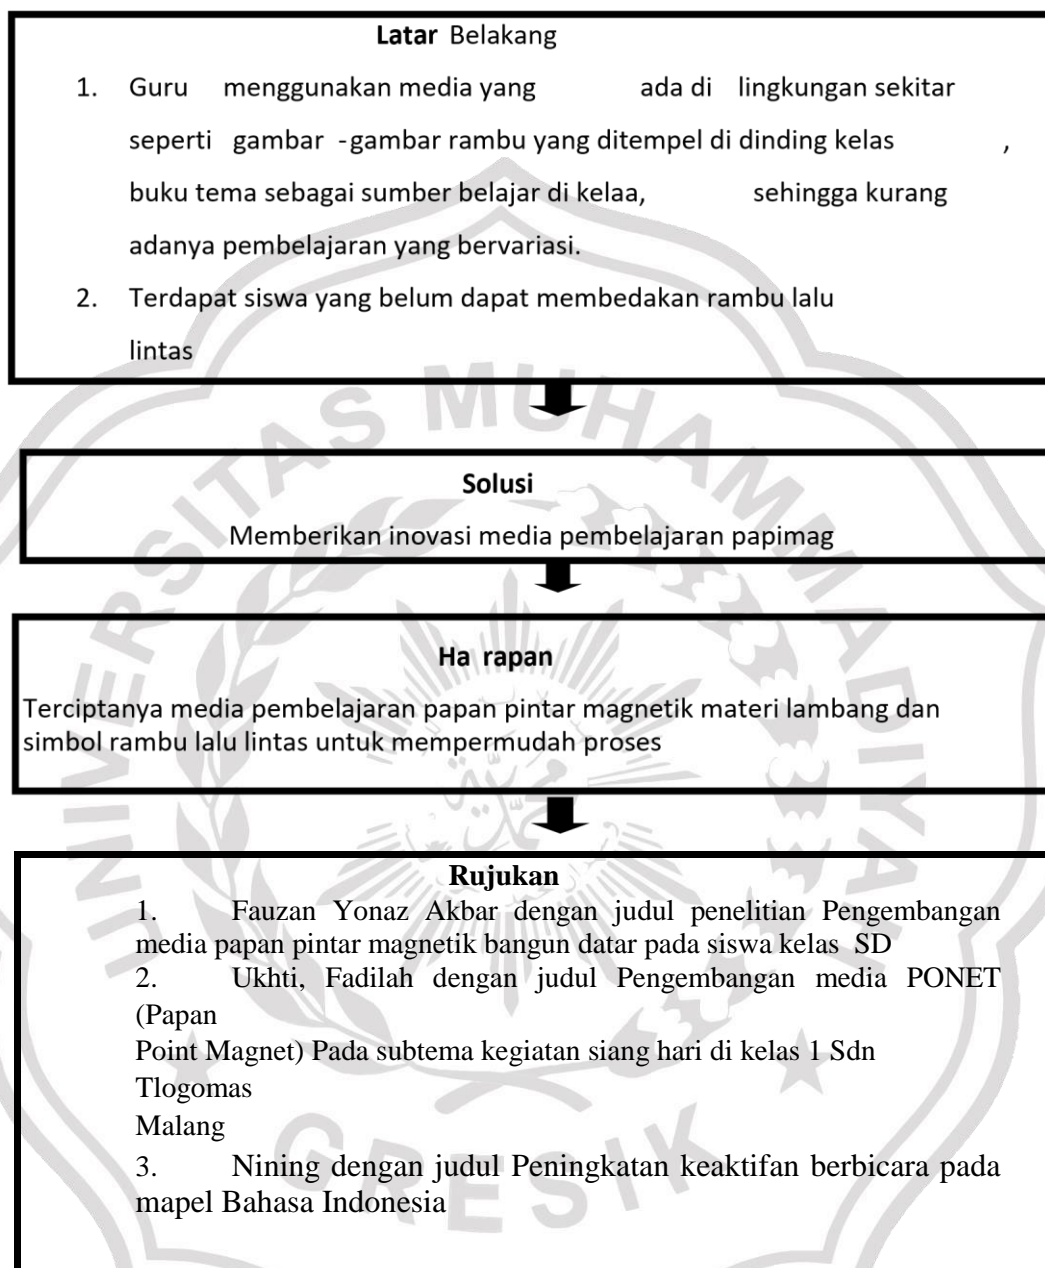 Latar Belakang
1. Guru menggunakan media yang ada di lingkungan sekitar
seperti gambar -gambar rambu yang ditempel di dinding kelas ,
buku tema sebagai sumber belajar di kelaa, sehingga kurang
adanya pembelajaran yang bervariasi.
2. Terdapat siswa yang belum dapat membedakan rambu lalu
lintas
Solusi
Memberikan inovasi media pembelajaran papimag
Ha rapan
Terciptanya media pembelajaran papan pintar magnetik materi lambang dan
simbol rambu lalu lintas untuk mempermudah proses
Rujukan
1. Fauzan Yonaz Akbar dengan judul penelitian Pengembangan
media papan pintar magnetik bangun datar pada siswa kelas SD
2. Ukhti, Fadilah dengan judul Pengembangan media PONET
(Papan
Point Magnet) Pada subtema kegiatan siang hari di kelas 1 Sdn
Tlogomas
Malang
3. Nining dengan judul Peningkatan keaktifan berbicara pada
mapel Bahasa Indonesia
UNIVERSITAS MUHAMMADIYAH
GRESIK